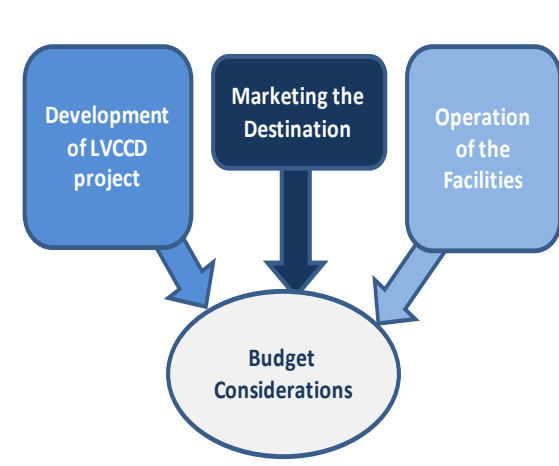 Development
of LVCCD
project
Marketing the
Destination
Operation
of the
Facilities
Budget
Considerations